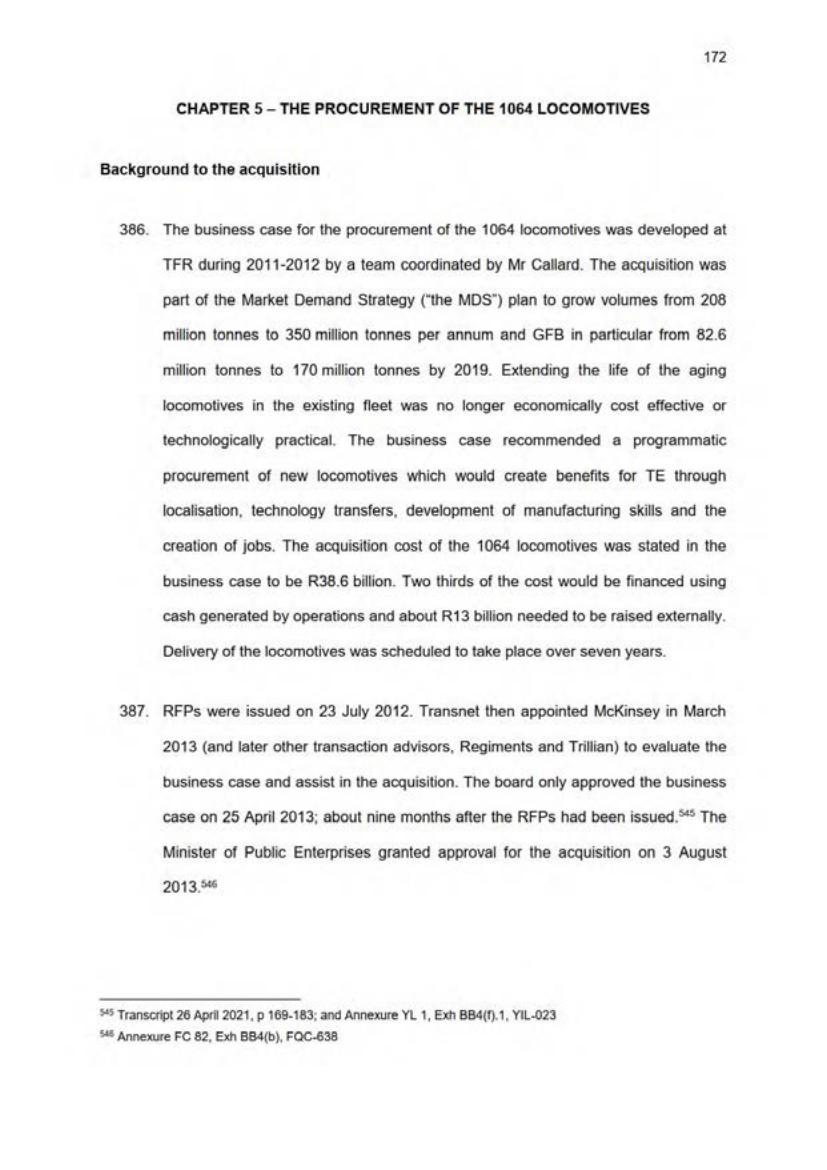 172
CHAPTER 5 – THE PROCUREMENT OF THE 1064 LOCOMOTIVES
Background to the acquisition
386. The business case for the procurement of the 1064 locomotives was developed at
TFR during 2011-2012 by a team coordinated by Mr Callard. The acquisition was
part of the Market Demand Strategy (“the MDS”) plan to grow volumes from 208
million tonnes to 350 million tonnes per annum and GFB in particular from 82.6
million tonnes to 170 million tonnes by 2019. Extending the life of the aging
locomotives in the existing fleet was no longer economically cost effective or
technologically practical. The business case recommended a programmatic
procurement of new locomotives which would create benefits for TE through
localisation, technology transfers, development of manufacturing skills and the
creation of jobs. The acquisition cost of the 1064 locomotives was stated in the
business case to be R38.6 billion. Two thirds of the cost would be financed using
cash generated by operations and about R13 billion needed to be raised externally.
Delivery of the locomotives was scheduled to take place over seven years.
387. RFPs were issued on 23 July 2012. Transnet then appointed McKinsey in March
2013 (and later other transaction advisors, Regiments and Trillian) to evaluate the
business case and assist in the acquisition. The board only approved the business
case on 25 April 2013; about nine months after the RFPs had been issued.545 The
Minister of Public Enterprises granted approval for the acquisition on 3 August
2013.546
545 Transcript 26 April 2021, p 169-183; and Annexure YL 1, Exh BB4(f).1, YIL-023
546 Annexure FC 82, Exh BB4(b), FQC-638